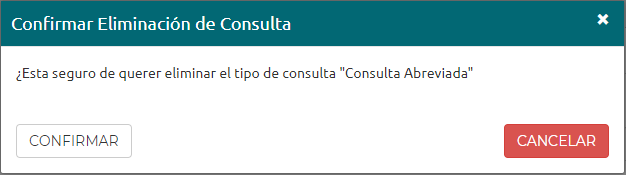 Confirmar Eliminación de Consulta
¿Esta seguro de querer eliminar el tipo de consulta "Consulta Abreviada"
CONFIRMAR
CANCELAR